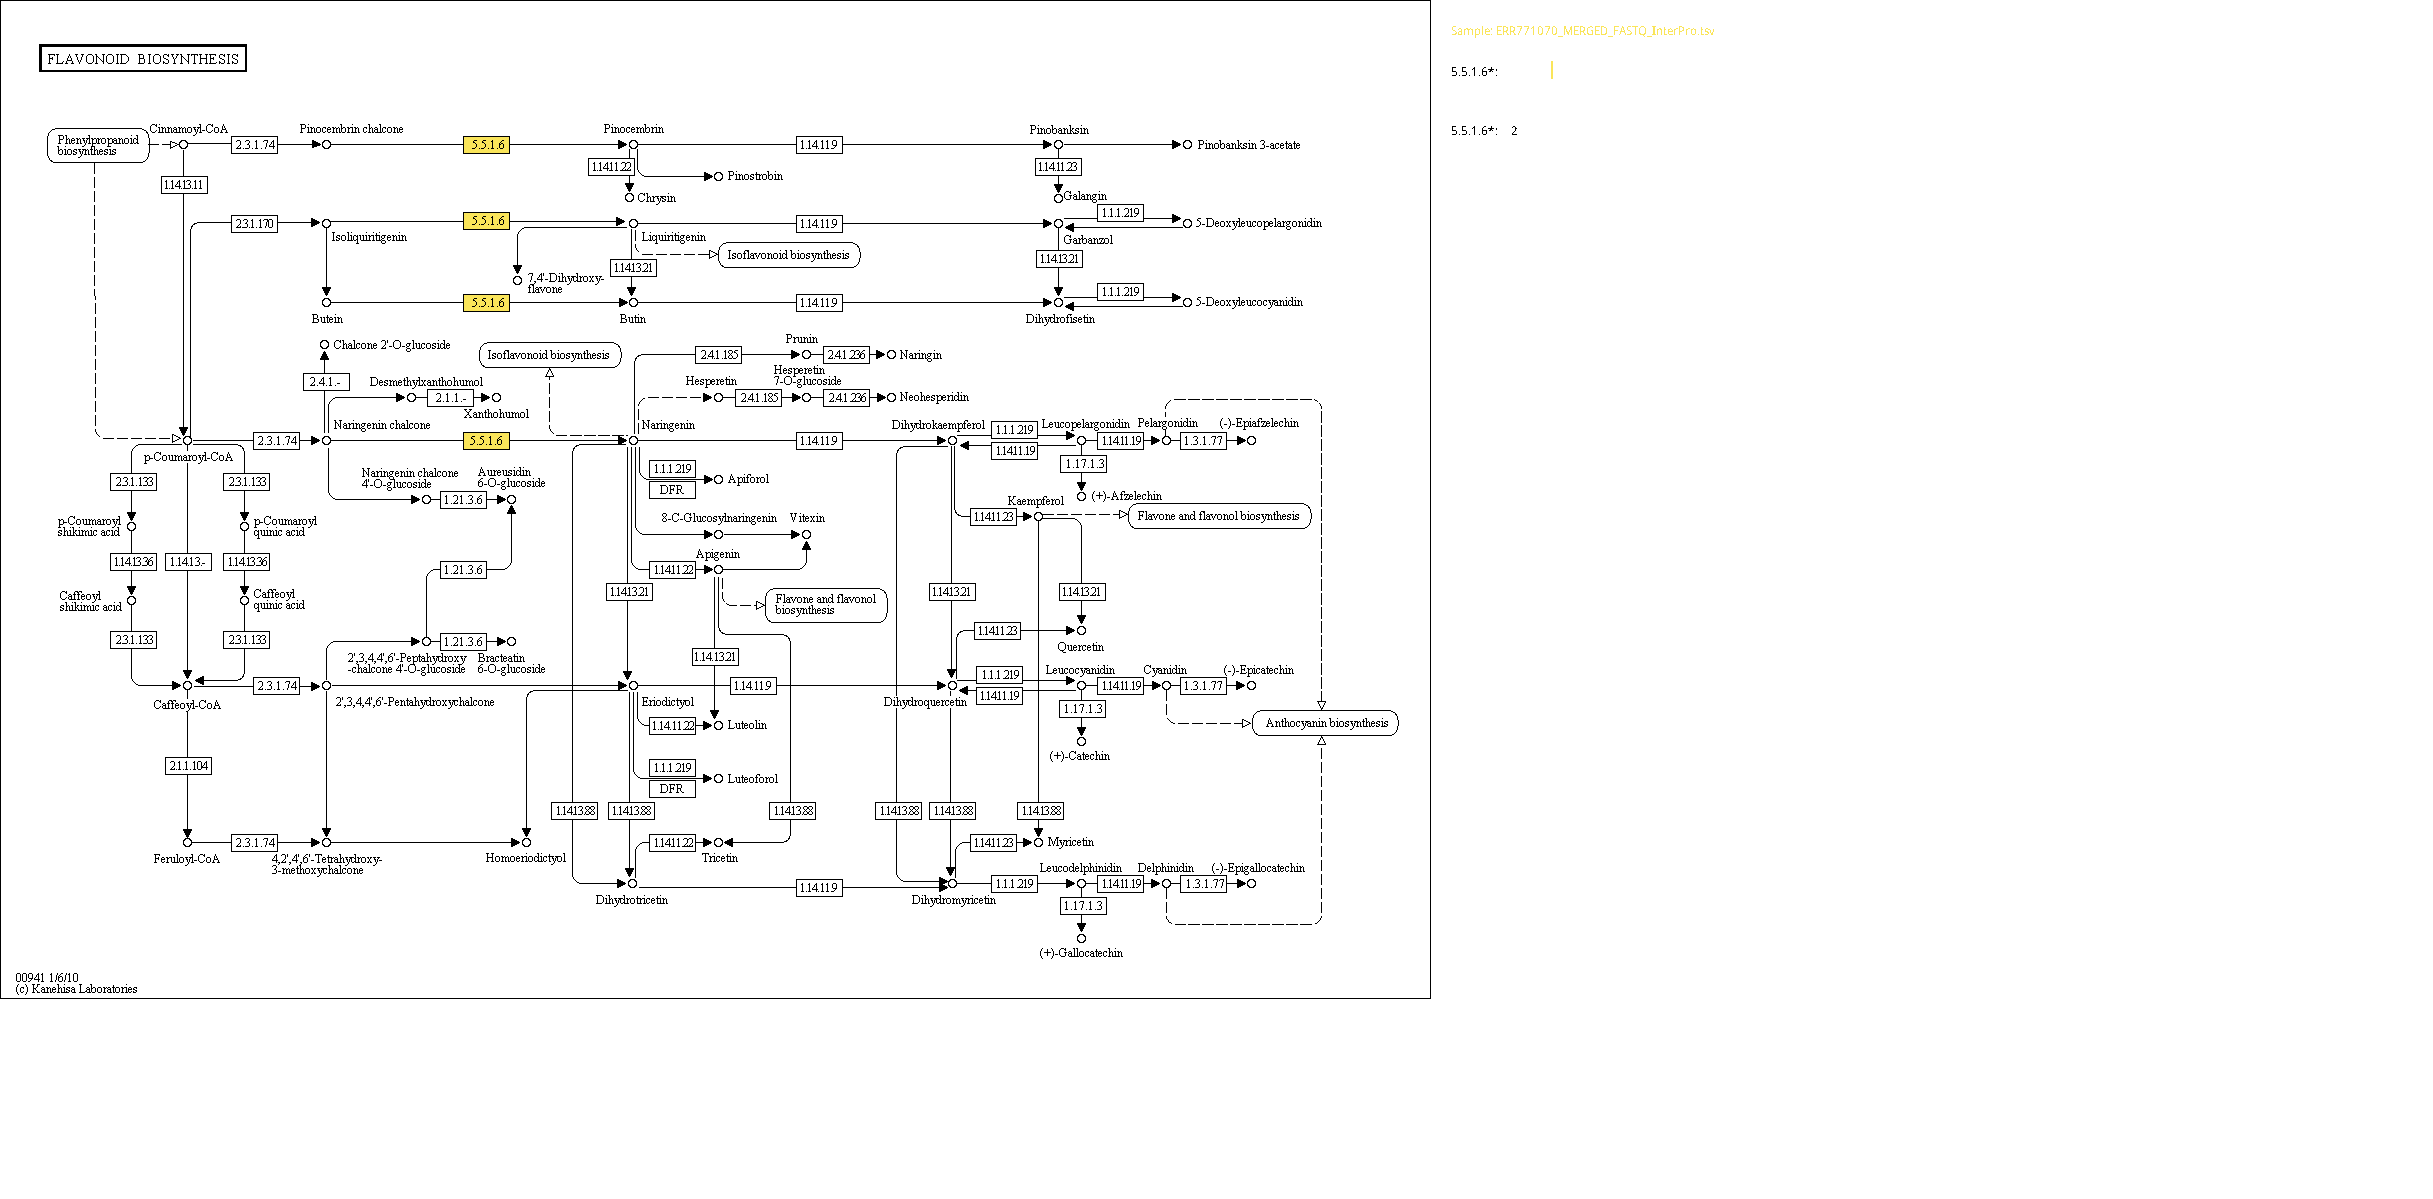 FLAVONOID BIOSYNTHESIS
Sample: ERR771070_MERGED_FASTQ_InterPro.tsv
5.5.1.6*:
5.5.1.6*: 2
Phenylpropanoid
biosynthesis
Cinnamoyl-CoA
2.3.1.74
Pinocembrin chalcone
5.5.1.6
Pinocembrin
1.14.11.9
Pinobanksin
Pinobanksin 3-acetate
1.14.11.22
Pinostrobin
Chrysin
1.14.11.23
Galangin
1.14.13.11
2.3.1.170
Isoliquiritigenin
5.5.1.6
Liquiritigenin
1.14.11.9
Garbanzol
1.1.1.219
5-Deoxyleucopelargonidin
Isoflavonoid biosynthesis
7,4'-Dihydroxy-
flavone
1.14.13.21
1.14.13.21
Butein
5.5.1.6
Butin
1.14.11.9
Dihydrofisetin
1.1.1.219
5-Deoxyleucocyanidin
Chalcone 2'-O-glucoside
2.4.1.-
Isoflavonoid biosynthesis
2.4.1.185
Prunin
2.4.1.236
Naringin
Desmethylxanthohumol
2.1.1.-
Xanthohumol
Hesperetin
2.4.1.185
Hesperetin
7-O-glucoside
2.4.1.236
Neohesperidin
p-Coumaroyl-CoA
2.3.1.74
Naringenin chalcone
5.5.1.6
Naringenin
1.14.11.9
Dihydrokaempferol
1.1.1.219
1.14.11.19
Leucopelargonidin
1.14.11.19
Pelargonidin
1.3.1.77
(-)-Epiafzelechin
1.17.1.3
(+)-Afzelechin
2.3.1.133
2.3.1.133
Naringenin chalcone
4'-O-glucoside
1.21.3.6
Aureusidin
6-O-glucoside
1.1.1.219
DFR
Apiforol
p-Coumaroyl
shikimic acid
p-Coumaroyl
quinic acid
8-C-Glucosylnaringenin
Vitexin
1.14.11.23
Kaempferol
Flavone and flavonol biosynthesis
1.14.13.36
1.14.13.-
1.14.13.36
1.21.3.6
1.14.11.22
Apigenin
Flavone and flavonol
biosynthesis
1.14.13.21
1.14.13.21
1.14.13.21
Caffeoyl
shikimic acid
Caffeoyl
quinic acid
2.3.1.133
2.3.1.133
1.21.3.6
2',3,4,4',6'-Peptahydroxy
-chalcone 4'-O-glucoside
Bracteatin
6-O-glucoside
1.14.13.21
1.14.11.23
Quercetin
Caffeoyl-CoA
2.3.1.74
2',3,4,4',6'-Pentahydroxychalcone
Eriodictyol
1.14.11.9
Dihydroquercetin
1.1.1.219
1.14.11.19
Leucocyanidin
1.14.11.19
Cyanidin
1.3.1.77
(-)-Epicatechin
1.17.1.3
(+)-Catechin
Anthocyanin biosynthesis
1.14.11.22
Luteolin
2.1.1.104
1.1.1.219
DFR
Luteoforol
1.14.13.88
1.14.13.88
1.14.13.88
1.14.13.88
1.14.13.88
1.14.13.88
Feruloyl-CoA
2.3.1.74
4,2',4',6'-Tetrahydroxy-
3-methoxychalcone
Homoeriodictyol
1.14.11.22
Tricetin
1.14.11.23
Myricetin
Dihydrotricetin
1.14.11.9
Dihydromyricetin
1.1.1.219
Leucodelphinidin
1.14.11.19
Delphinidin
1.3.1.77
(-)-Epigallocatechin
1.17.1.3
(+)-Gallocatechin
00941 1/6/10
(c) Kanehisa Laboratories